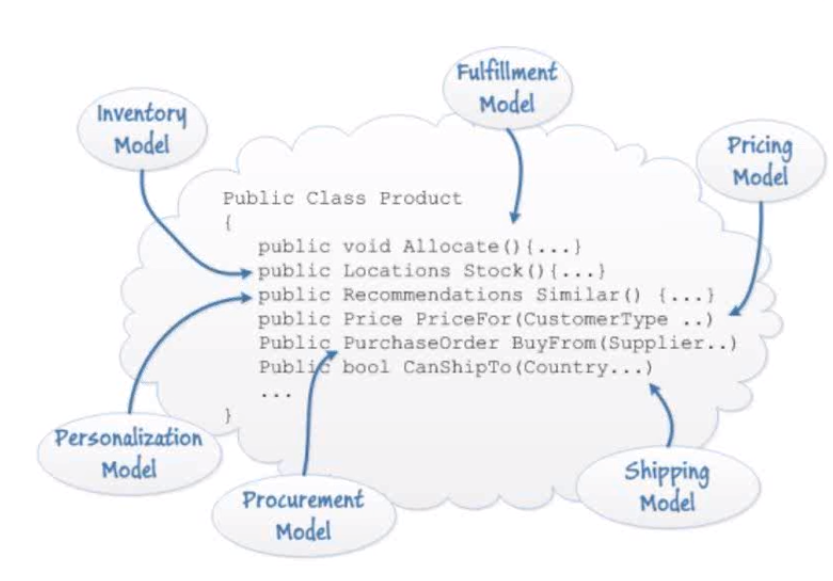 Fulfillment
Model
Inventory
Model
Pricing
Model
Public Class Product
{
public void Allocate(){...}
public Locations Stock(){...}
public Recommendations Similar() {...}
public Price PriceFor(CustomerType ..)
Public PurchaseOrder BuyFrom(Supplier..)
Public bool CanShipTo(Country...)
...
}
Personalization
Model
Procurement
Model
Shipping
Model